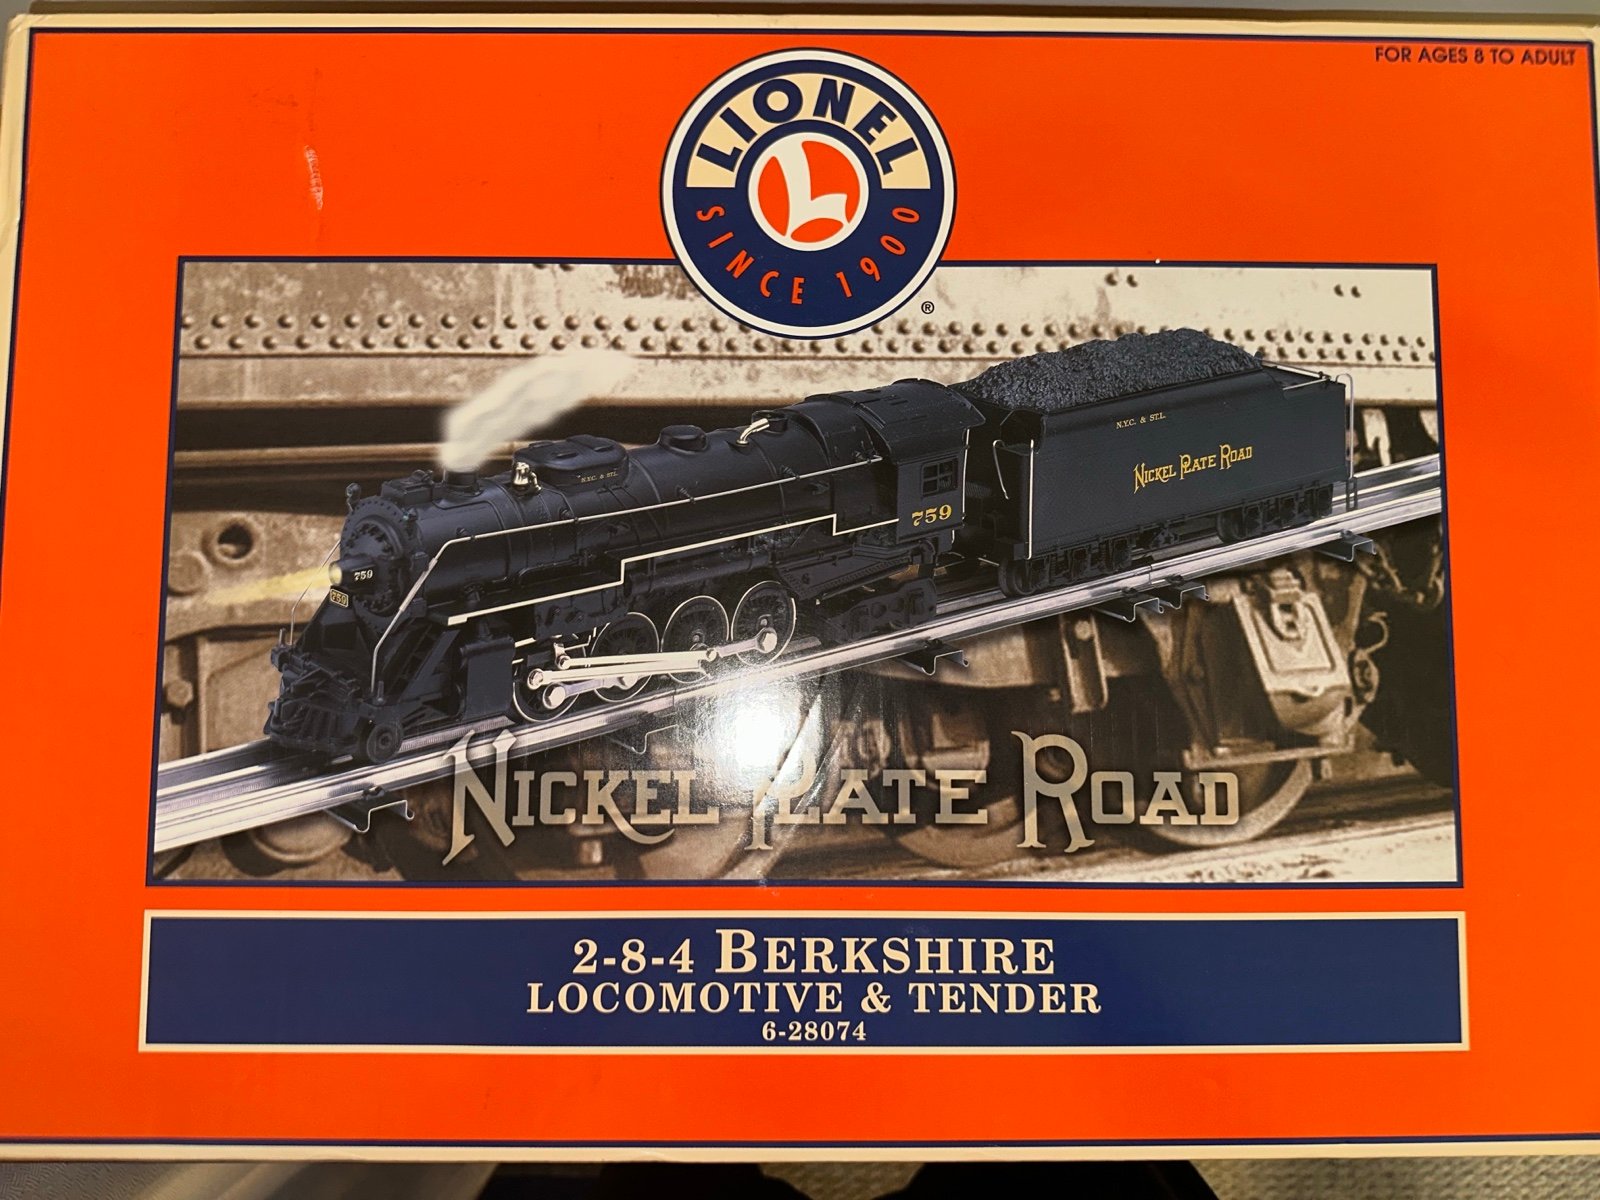 FOR AGES 8 TO ADULT
LIONEL
L
SINCE 1900
®
N.Y.C. & ST.L.
N.Y.C. & ST.L.
NICKEL PLATE ROAD
759
759
759
NICKEL PLATE ROAD
2-8-4 BERKSHIRE
LOCOMOTIVE & TENDER
6-28074